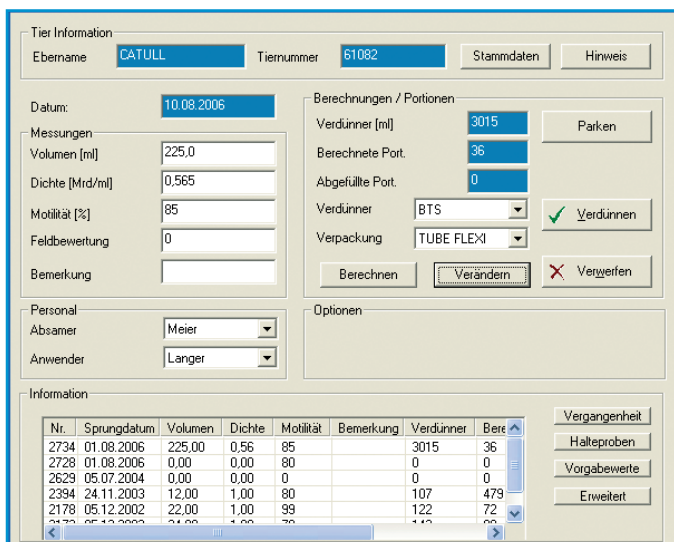 Tier Information
Ebername CATULL Tiernummer 61082 Stammdaten Hinweis
Datum: 10.08.2006
Messungen
Volumen [ml] 225,0
Dichte [Mrd/ml] 0,565
Motilität [%] 85
Feldbewertung 0
Bemerkung
Berechnungen / Portionen
Verdünner [ml] 3015 Parken
Berechnete Port. 36
Abgefüllte Port. 0
Verdünner BTS Verdünnen
Verpackung TUBE FLEXI
Berechnen Verändern Verwerfen
Personal
Absamer Meier
Anwender Langer
Optionen
Information
Nr. Sprungdatum Volumen Dichte Motilität Bemerkung Verdünner Bere
2734 01.08.2006 225,00 0,56 85 3015 36
2728 01.08.2006 0,00 0,00 80 0 0
2629 05.07.2004 0,00 0,00 0 0 0
2394 24.11.2003 12,00 1,00 80 107 479
2178 05.12.2002 22,00 1,00 99 122 72
Vergangenheit
Halteproben
Vorgabewerte
Erweitert